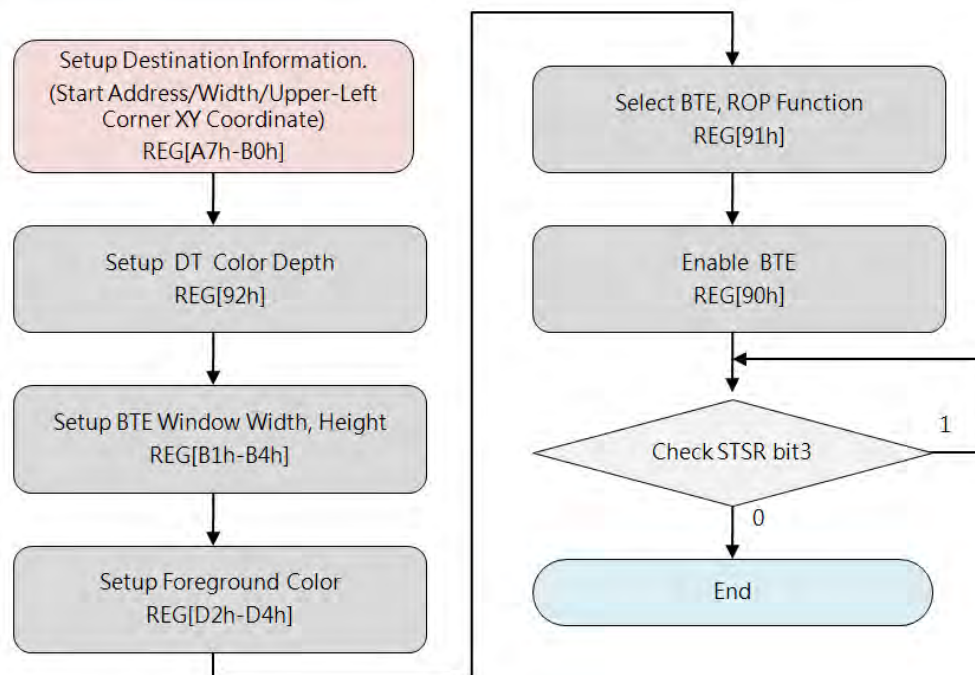 Setup Destination Information.
(Start Address/Width/Upper-Left
Corner XY Coordinate)
REG[A7h-B0h]
Setup DT Color Depth
REG[92h]
Setup BTE Window Width, Height
REG[B1h-B4h]
Setup Foreground Color
REG[D2h-D4h]
Select BTE, ROP Function
REG[91h]
Enable BTE
REG[90h]
Check STSR bit3
1
0
End